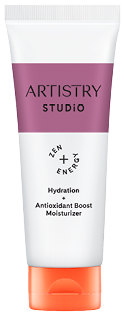 ARTISTRY
STUDiO
ZEN
+
ENERGY
Hydration
+
Antioxidant Boost
Moisturizer